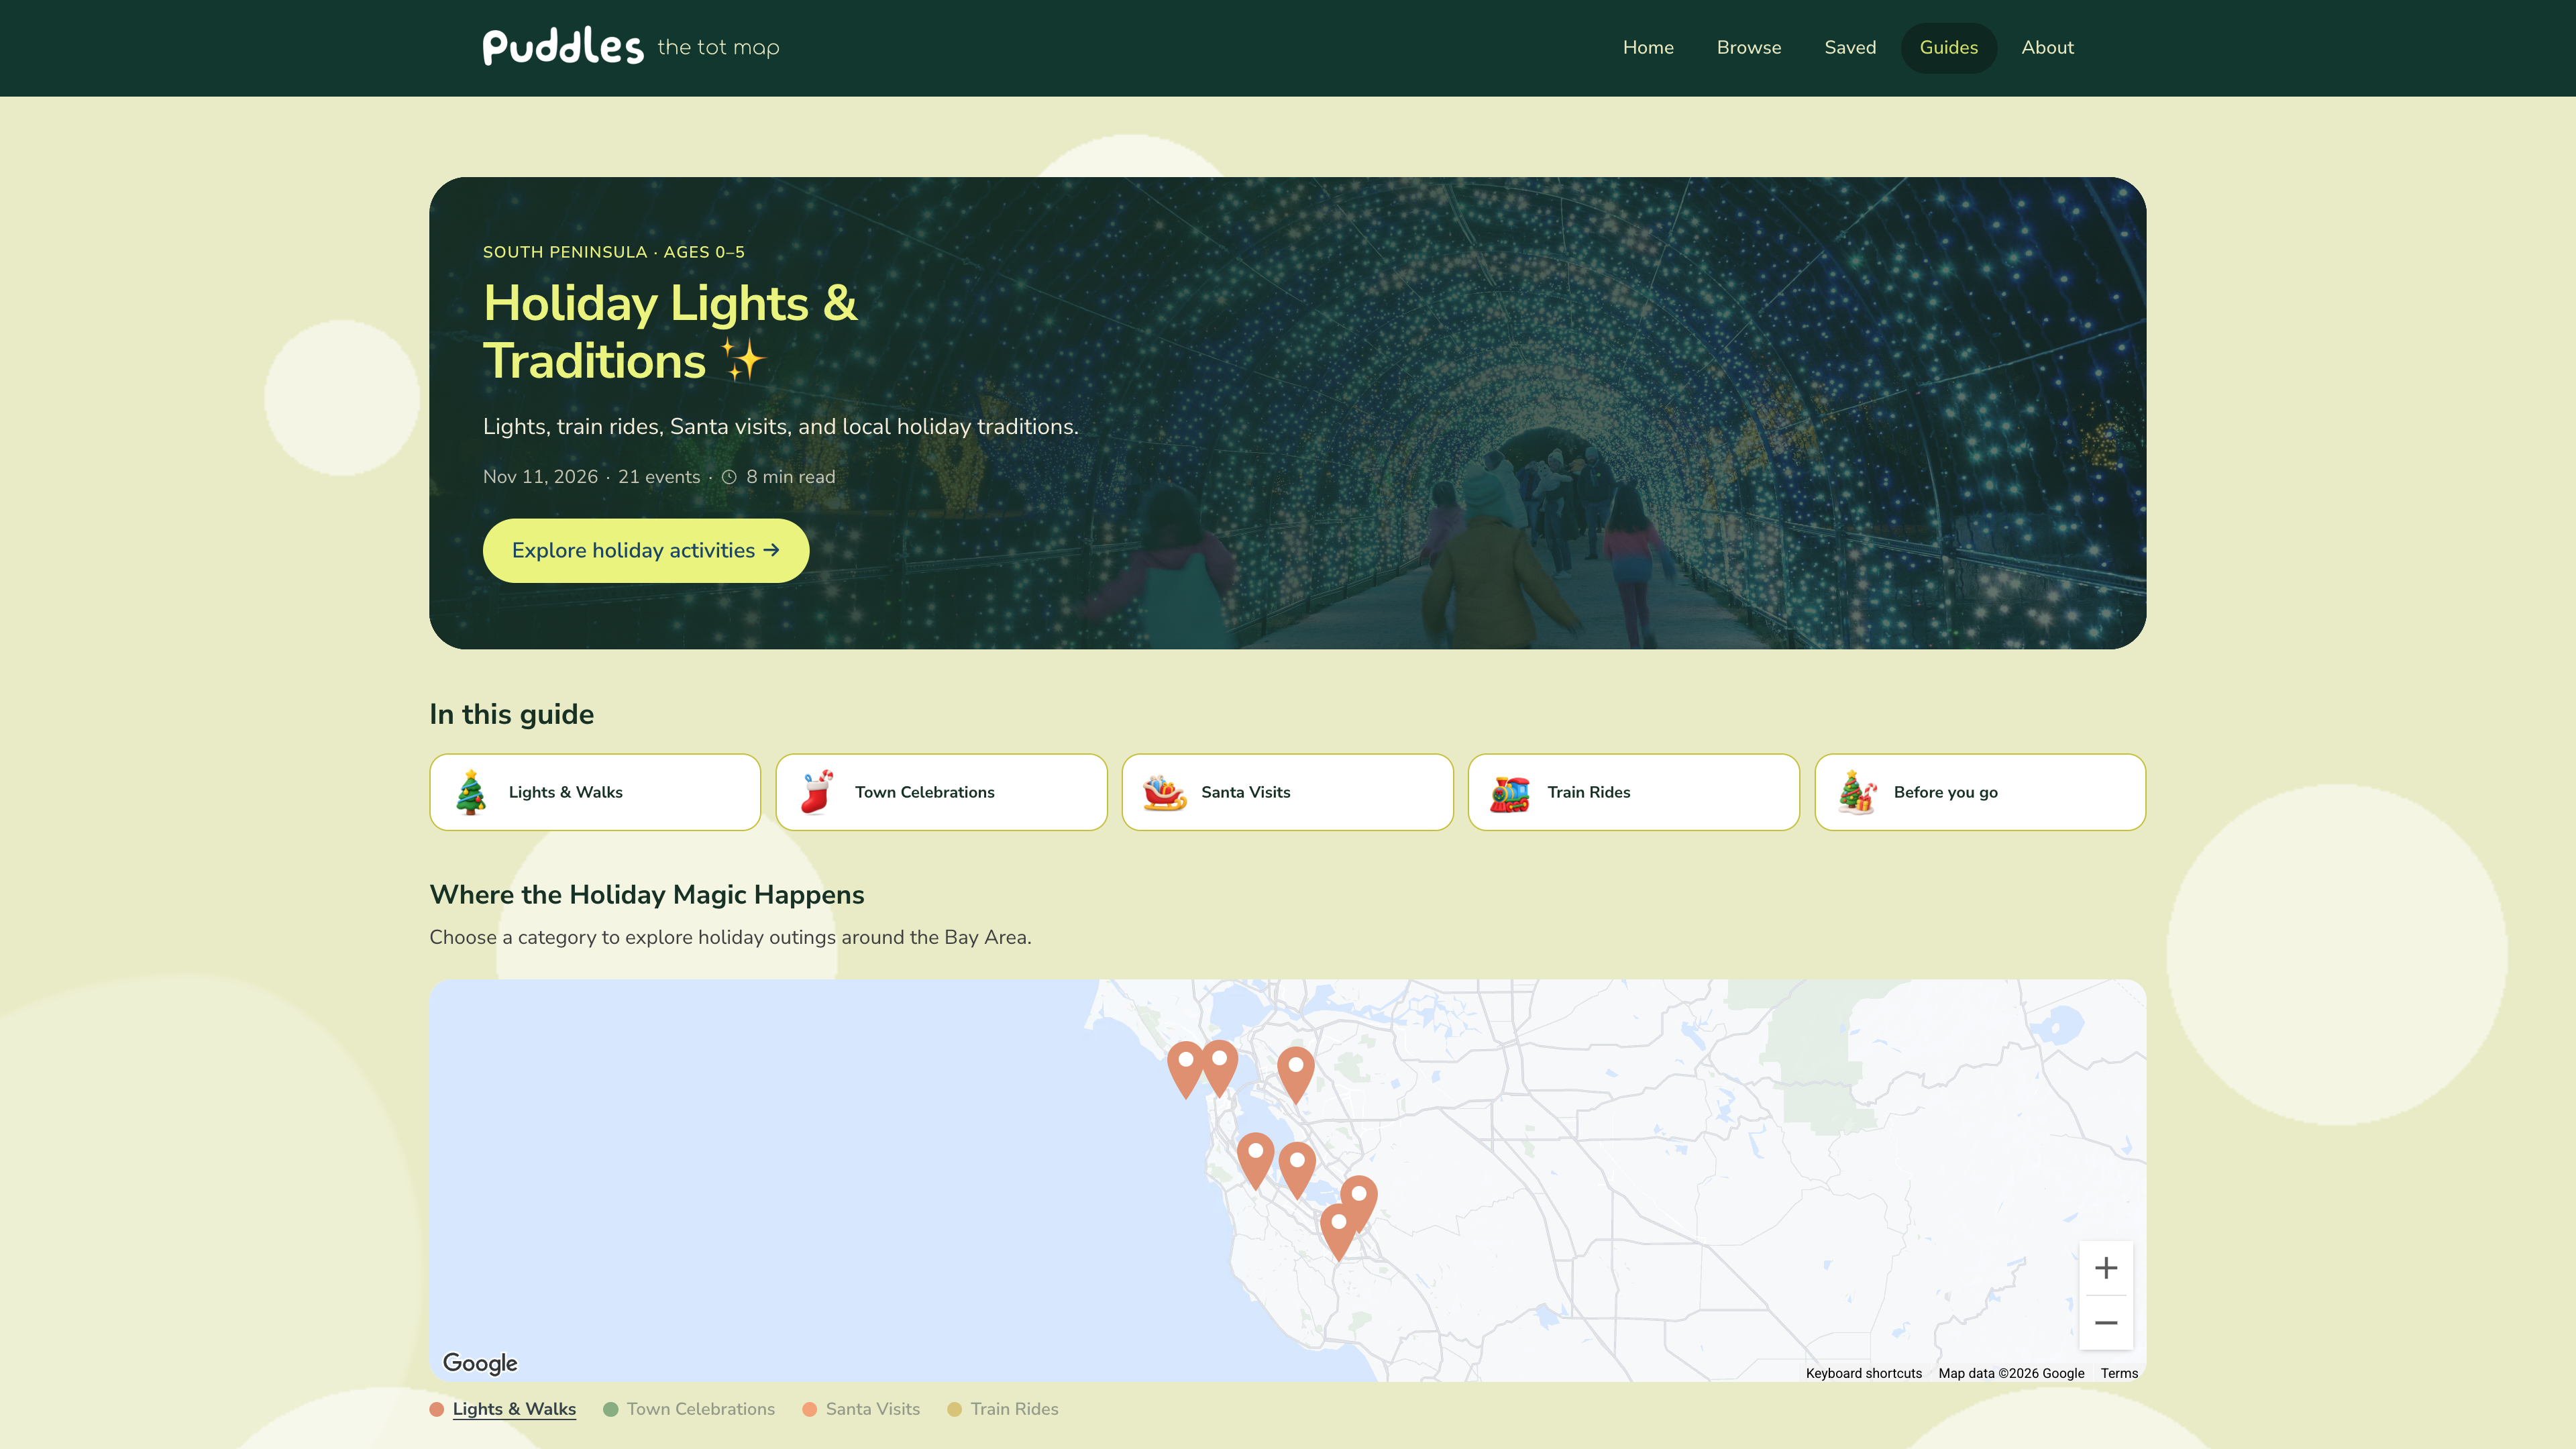 Puddles the tot map
Home Browse Saved Guides About
SOUTH PENINSULA · AGES 0–5
Holiday Lights &
Traditions ✨
Lights, train rides, Santa visits, and local holiday traditions.
Nov 11, 2026 · 21 events · 8 min read
Explore holiday activities →
In this guide
Lights & Walks
Town Celebrations
Santa Visits
Train Rides
Before you go
Where the Holiday Magic Happens
Choose a category to explore holiday outings around the Bay Area.
Google
Keyboard shortcuts Map data ©2026 Google Terms
Lights & Walks Town Celebrations Santa Visits Train Rides